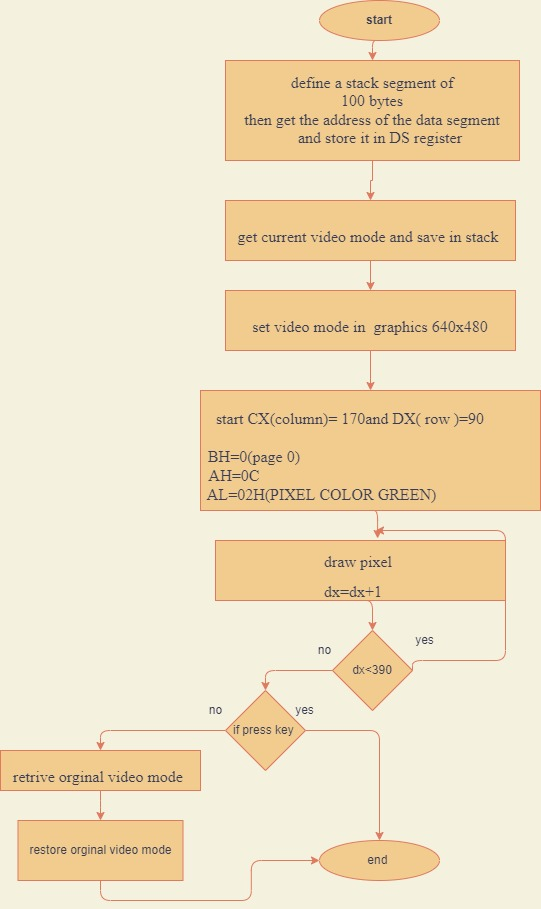 start
define a stack segment of
100 bytes
then get the address of the data segment
and store it in DS register
get current video mode and save in stack
set video mode in graphics 640x480
start CX(column)= 170and DX( row )=90
BH=0(page 0)
AH=0C
AL=02H(PIXEL COLOR GREEN)
draw pixel
dx=dx+1
yes
no
dx<390
no
yes
if press key
retrive orginal video mode
restore orginal video mode
end